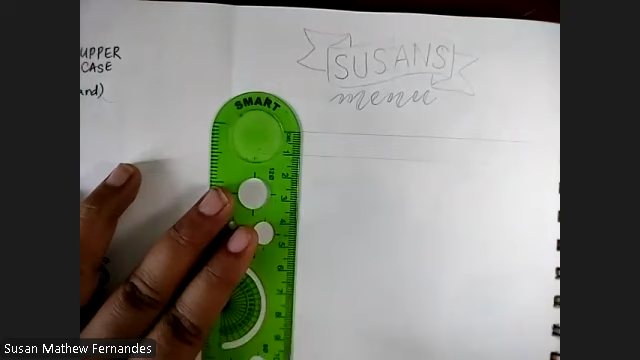 UPPER
CASE
and)
SUSANS
menu
SMART
Susan Mathew Fernandes